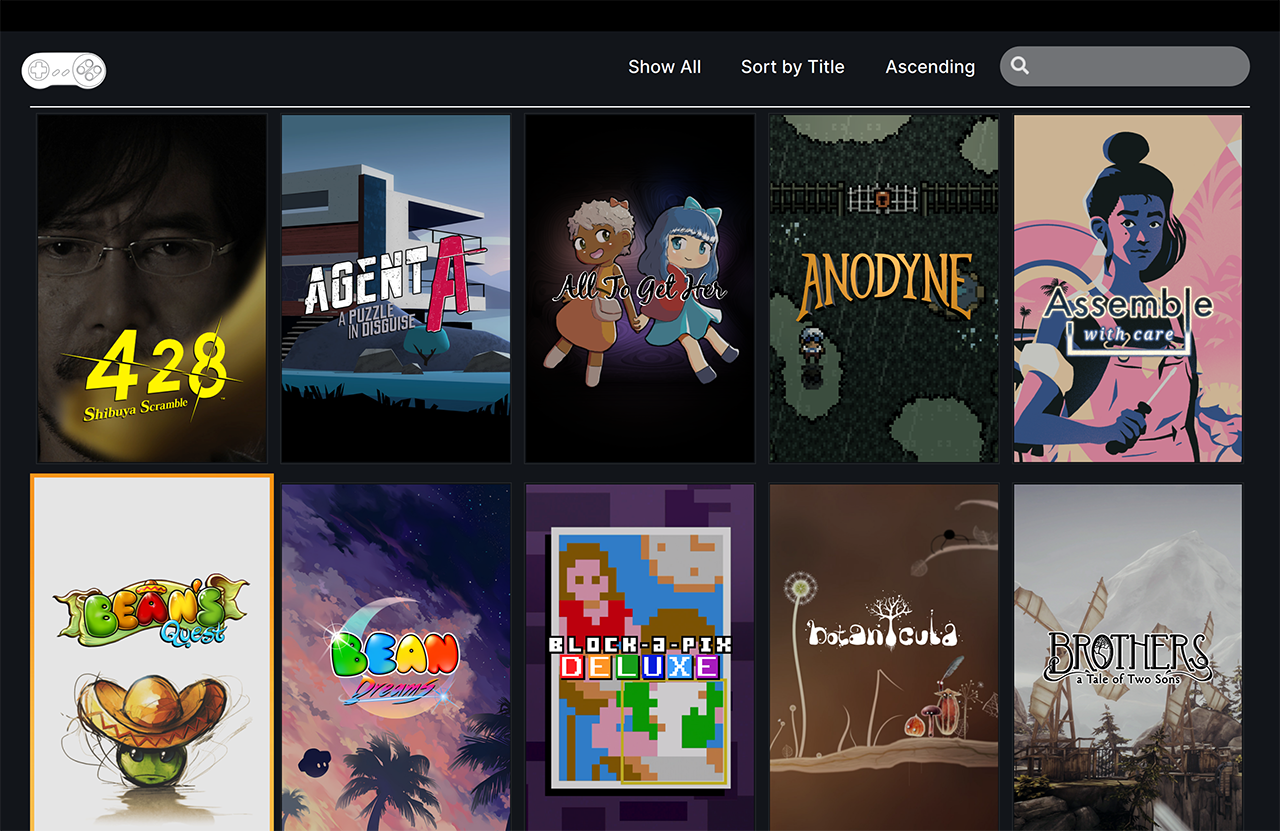 Show All Sort by Title Ascending
428
Shibuya Scramble
AGENT A
A PUZZLE
IN DISGUISE
All To Get Her
ANODYNE
Assemble
with care
BEAN'S
Quest
BEAN
Dreams
BLOCK-A-PIX
DELUXE
botanicula
BROTHERS
a Tale of Two Sons